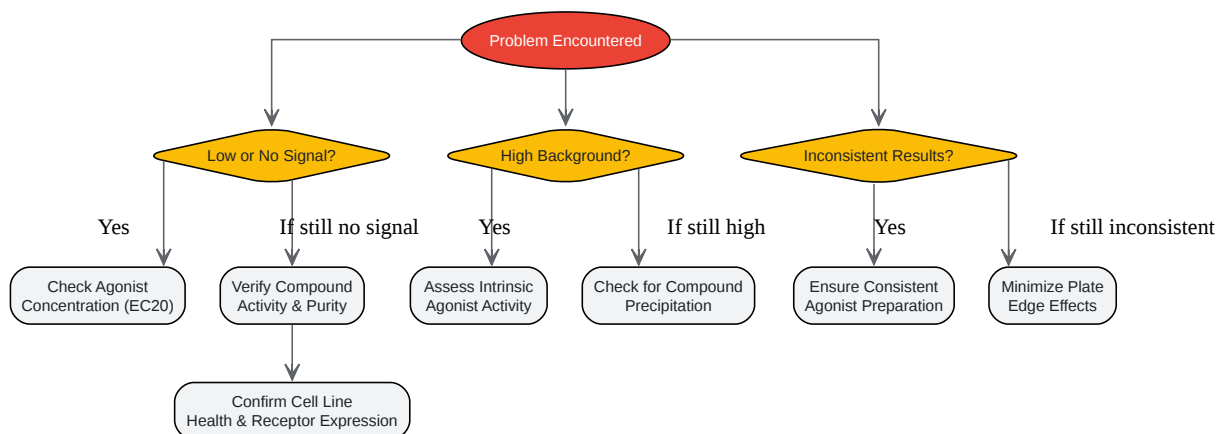 Problem Encountered
Low or No Signal?
High Background?
Inconsistent Results?
Yes
If still no signal
Yes
If still high
Yes
If still inconsistent
Check Agonist
Concentration (EC20)
Verify Compound
Activity & Purity
Assess Intrinsic
Agonist Activity
Check for Compound
Precipitation
Ensure Consistent
Agonist Preparation
Minimize Plate
Edge Effects
Confirm Cell Line
Health & Receptor Expression